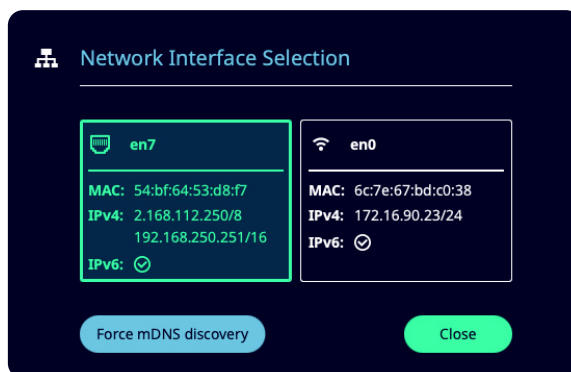 Network Interface Selection
en7
MAC: 54:bf:64:53:d8:f7
IPv4: 2.168.112.250/8
192.168.250.251/16
IPv6:
en0
MAC: 6c:7e:67:bd:c0:38
IPv4: 172.16.90.23/24
IPv6:
Force mDNS discovery
Close